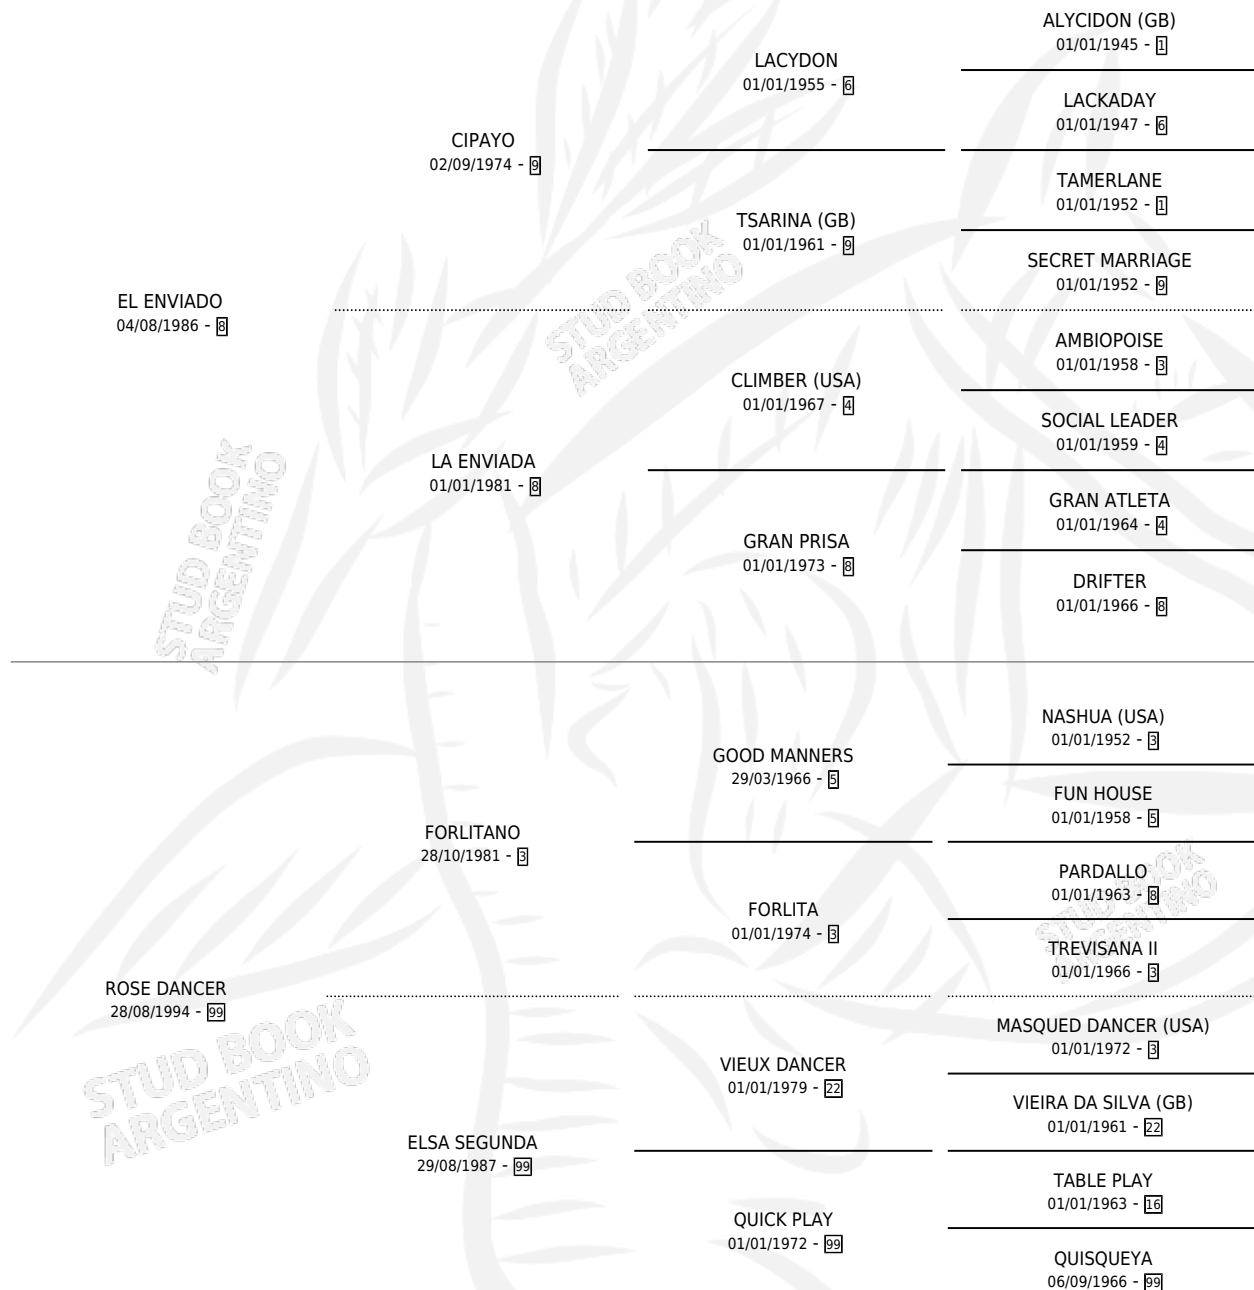 ALYCIDON (GB)
01/01/1945 - 1
LACYDON
01/01/1955 - 6
LACKADAY
01/01/1947 - 6
CIPAYO
02/09/1974 - 9
TAMERLANE
01/01/1952 - 1
TSARINA (GB)
01/01/1961 - 9
SECRET MARRIAGE
01/01/1952 - 9
EL ENVIADO
04/08/1986 - 8
STUD BOOK
ARGENTINO
AMBIOPOISE
01/01/1958 - 3
CLIMBER (USA)
01/01/1967 - 4
SOCIAL LEADER
01/01/1959 - 4
LA ENVIADA
01/01/1981 - 8
GRAN ATLETA
01/01/1964 - 4
GRAN PRISA
01/01/1973 - 8
DRIFTER
01/01/1966 - 8
STUD BOOK
ARGENTINO
NASHUA (USA)
01/01/1952 - 3
GOOD MANNERS
29/03/1966 - 5
FUN HOUSE
01/01/1958 - 5
FORLITANO
28/10/1981 - 3
PARDALLO
01/01/1963 - 8
FORLITA
01/01/1974 - 3
TREVISANA II
01/01/1966 - 3
STUD BOOK
ARGENTINO
ROSE DANCER
28/08/1994 - 99
MASQUED DANCER (USA)
01/01/1972 - 3
VIEUX DANCER
01/01/1979 - 22
VIEIRA DA SILVA (GB)
01/01/1961 - 22
STUD BOOK
ARGENTINO
ELSA SEGUNDA
29/08/1987 - 99
TABLE PLAY
01/01/1963 - 16
QUICK PLAY
01/01/1972 - 99
QUISQUEYA
06/09/1966 - 99